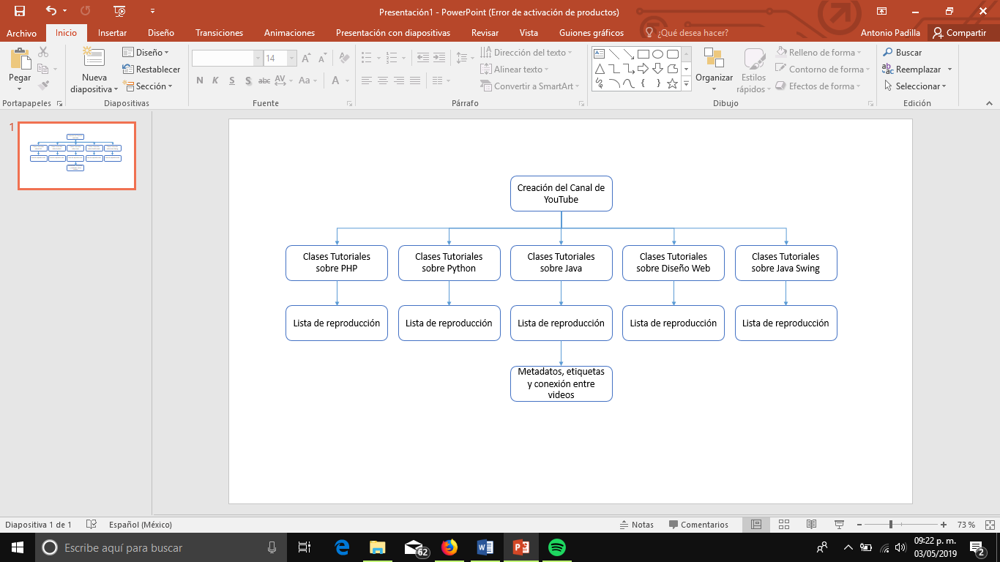 Presentación1 - PowerPoint (Error de activación de productos)
Archivo Inicio Insertar Diseño Transiciones Animaciones Presentación con diapositivas Revisar Vista Guiones gráficos ¿Qué desea hacer? Antonio Padilla Compartir
Pegar
Portapapeles
Nueva
diapositiva
Diseño
Restablecer
Sección
Diapositivas
14
N K S S abc AV Aa A
Fuente
Dirección del texto
Alinear texto
Convertir a SmartArt
Párrafo
Organizar
Estilos
rápidos
Relleno de forma
Contorno de forma
Efectos de forma
Dibujo
Buscar
Reemplazar
Seleccionar
Edición
1
Creación del Canal de
YouTube
Clases Tutoriales
sobre PHP
Clases Tutoriales
sobre Python
Clases Tutoriales
sobre Java
Clases Tutoriales
sobre Diseño Web
Clases Tutoriales
sobre Java Swing
Lista de reproducción
Lista de reproducción
Lista de reproducción
Lista de reproducción
Lista de reproducción
Metadatos, etiquetas
y conexión entre
videos
Diapositiva 1 de 1 Español (México) Notas Comentarios 73 %
Escribe aquí para buscar
62
09:22 p. m.
03/05/2019
2